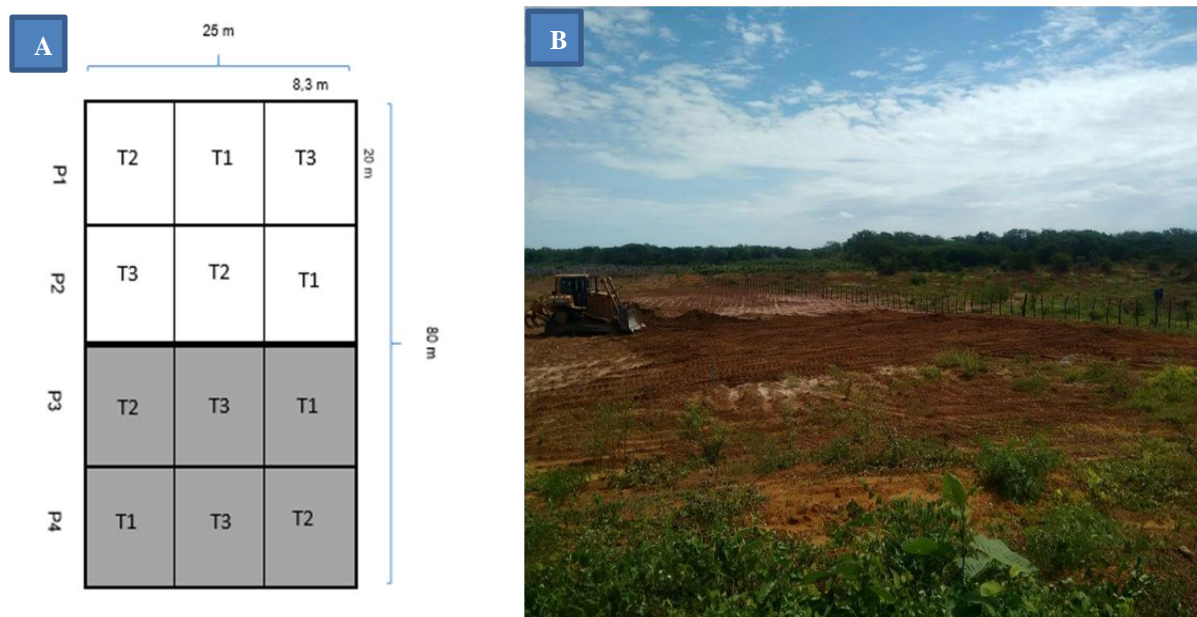 A
25 m
8,3 m
P1
T2 T1 T3
20 m
P2
T3 T2 T1
80 m
P3
T2 T3 T1
P4
T1 T3 T2
B